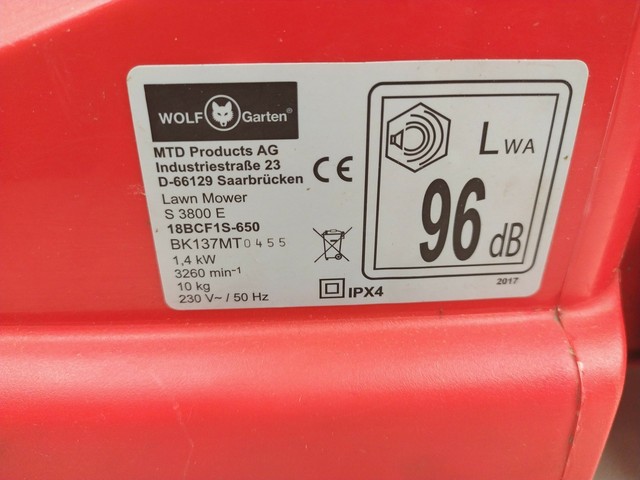 WOLF Garten®
MTD Products AG
Industriestraße 23
D-66129 Saarbrücken
CE
Lawn Mower
S 3800 E
18BCF1S-650
BK137MT0455
1,4 kW
3260 min⁻¹
10 kg
230 V~ / 50 Hz
IPX4
LWA
96 dB
2017